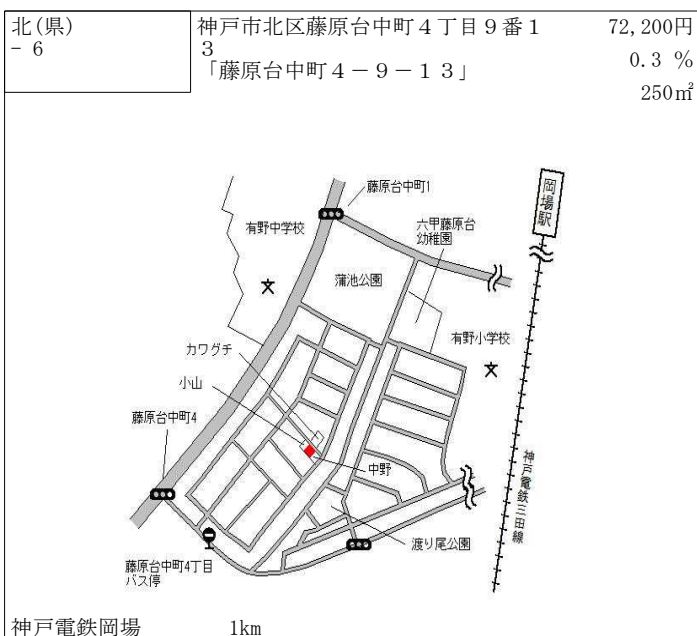 北(県)
－6
神戸市北区藤原台中町４丁目９番１
３
「藤原台中町４－９－１３」
72,200円
0.3 %
250㎡
藤原台中町1
岡場駅
有野中学校
六甲藤原台
幼稚園
蒲池公園
有野小学校
カワグチ
小山
藤原台中町4
中野
神戸電鉄三田線
渡り尾公園
藤原台中町4丁目
バス停
神戸電鉄岡場
1km